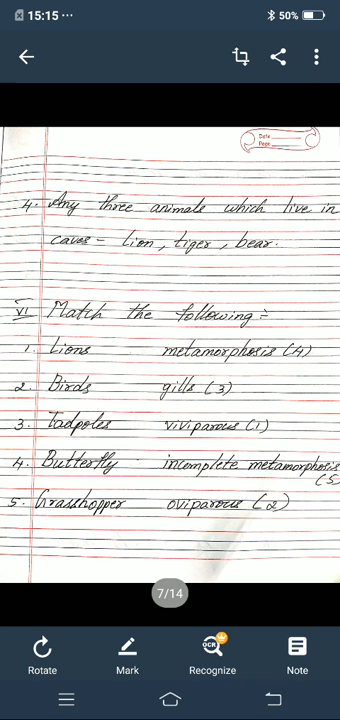 15:15 ... 50%
Date
Page
4. Any three animals which live in
caves - Lion, tiger, bear.
VI Match the following :-
1. Lions metamorphosis (4)
2. Birds gills (3)
3. Tadpoles viviparous (1)
4. Butterfly incomplete metamorphosis
(5
5. Grasshopper oviparous (2)
7/14
OCR
Rotate Mark Recognize Note